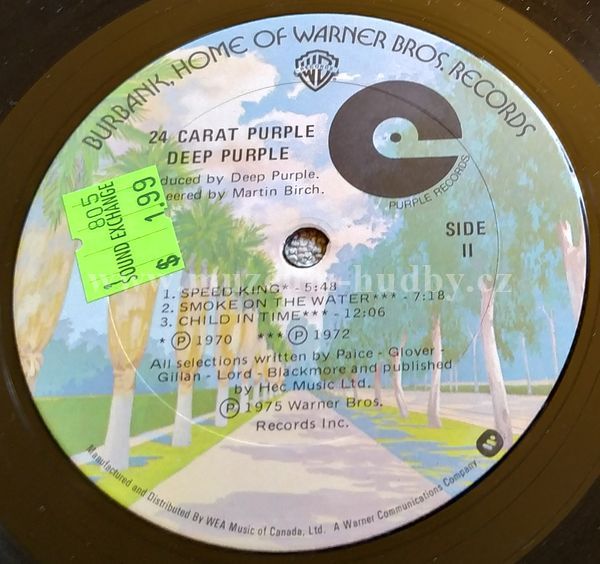 BURBANK, HOME OF WARNER BROS. RECORDS
24 CARAT PURPLE
DEEP PURPLE
duced by Deep Purple.
eered by Martin Birch.
PURPLE RECORDS
SIDE
II
SOUND EXCHANGE
805
$ 1.99
www.muzikant-hudby.cz
1. SPEED KING* - 5:48
2. SMOKE ON THE WATER*** - 7:18
3. CHILD IN TIME*** - 12:06
* Ⓟ 1970 *** Ⓟ 1972
All selections written by Paice - Glover -
Gillan - Lord - Blackmore and published
by Hec Music Ltd.
Ⓟ 1975 Warner Bros.
Records Inc.
Manufactured and Distributed By WEA Music of Canada, Ltd. A Warner Communications Company.